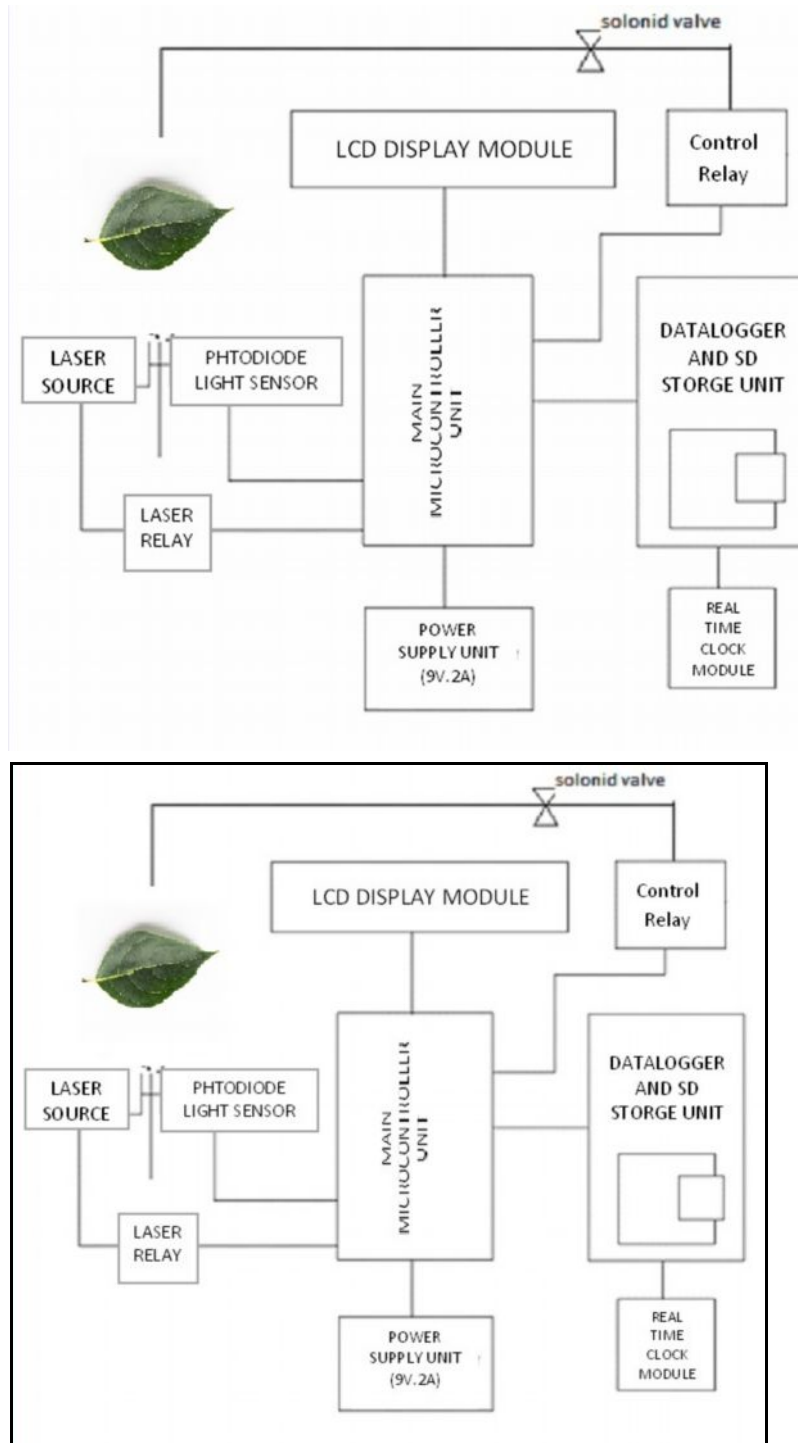 solonid valve
LCD DISPLAY MODULE
Control
Relay
MAIN
MICROCONTROLLER
UNIT
DATALOGGER
AND SD
STORGE UNIT
LASER
SOURCE
PHTODIODE
LIGHT SENSOR
LASER
RELAY
POWER
SUPPLY UNIT
(9V.2A)
REAL
TIME
CLOCK
MODULE
solonid valve
LCD DISPLAY MODULE
Control
Relay
MAIN
MICROCONTROLLER
UNIT
DATALOGGER
AND SD
STORGE UNIT
LASER
SOURCE
PHTODIODE
LIGHT SENSOR
LASER
RELAY
POWER
SUPPLY UNIT
(9V.2A)
REAL
TIME
CLOCK
MODULE